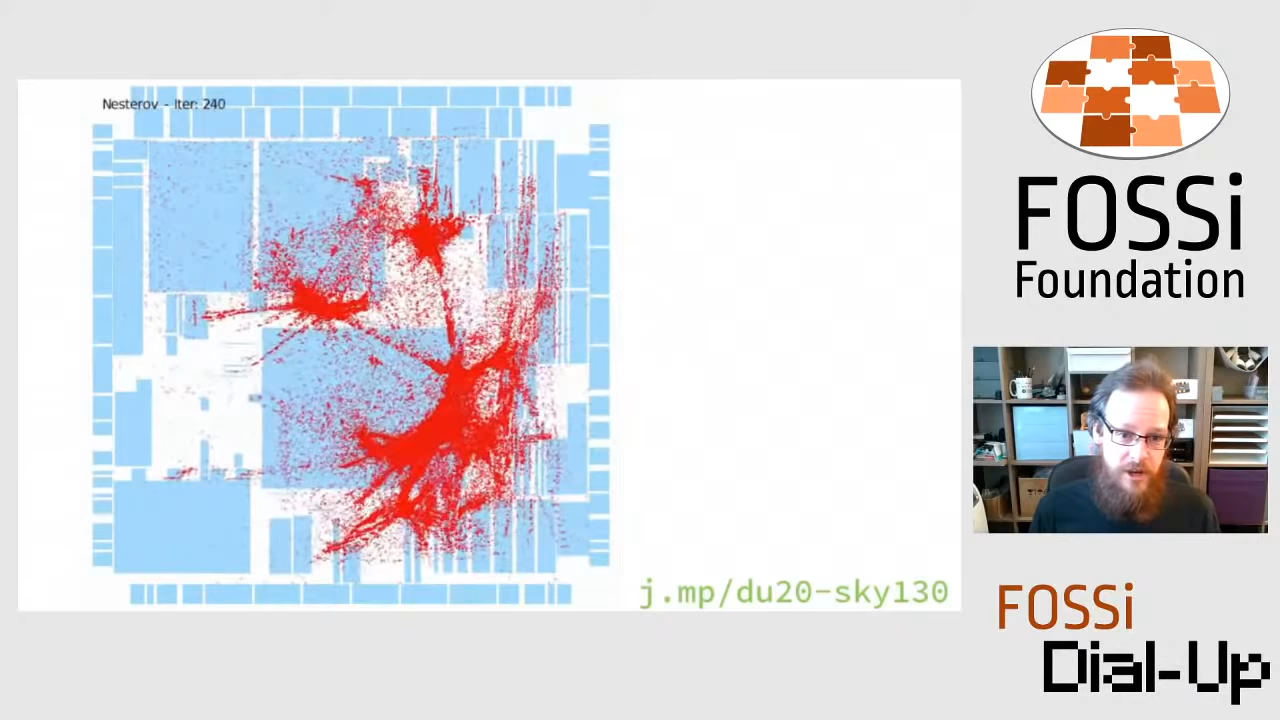 Nesterov - Iter: 240
j.mp/du20-sky130
FOSSi
Foundation
FOSSi
Dial-Up